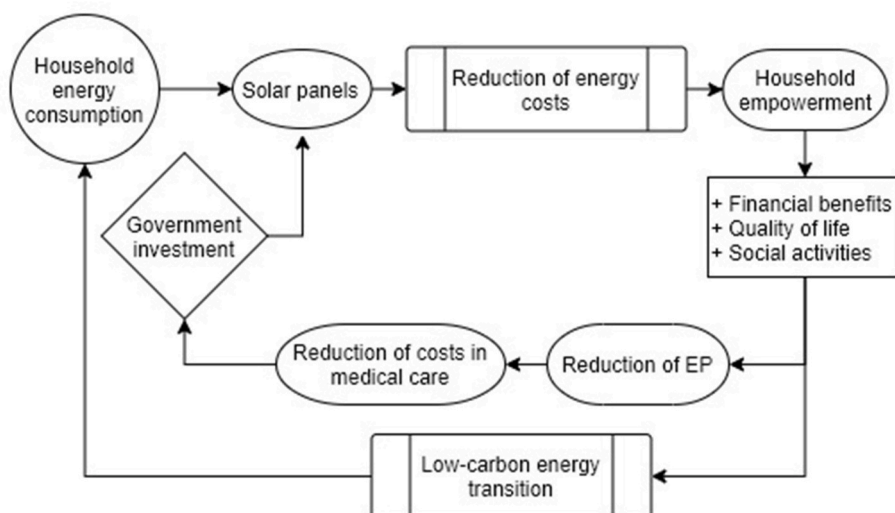 Household
energy
consumption
Solar panels
Reduction of energy
costs
Household
empowerment
+ Financial benefits
+ Quality of life
+ Social activities
Government
investment
Reduction of costs in
medical care
Reduction of EP
Low-carbon energy
transition